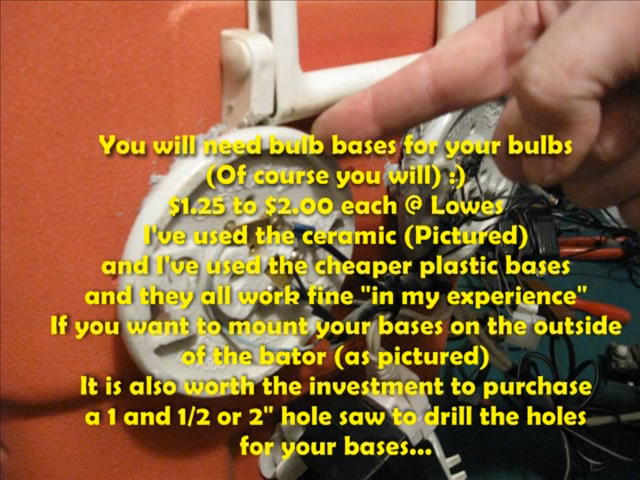 You will need bulb bases for your bulbs
(Of course you will) :)
$1.25 to $2.00 each @ Lowes
I've used the ceramic (Pictured)
and I've used the cheaper plastic bases
and they all work fine "in my experience"
If you want to mount your bases on the outside
of the bator (as pictured)
It is also worth the investment to purchase
a 1 and 1/2 or 2" hole saw to drill the holes
for your bases...